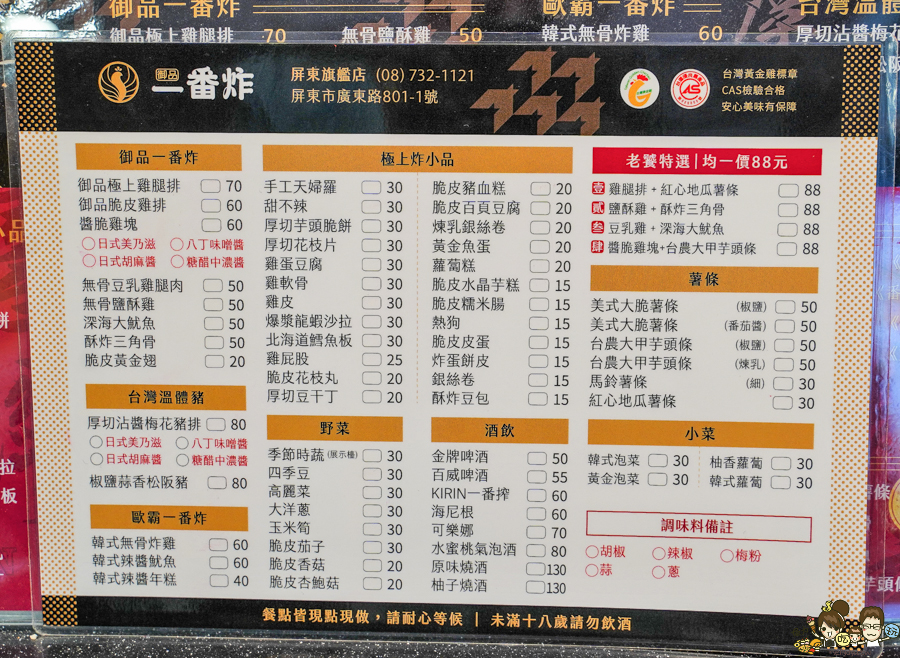 御品一番炸
歐霸一番炸
台灣溫
御品極上雞腿排 70
無骨鹽酥雞 50
韓式無骨炸雞 60
厚切沾醬梅花
御品
一番炸
屏東旗艦店 (08) 732-1121
屏東市廣東路801-1號
台灣黃金雞標章
CAS檢驗合格
安心美味有保障
御品一番炸
御品極上雞腿排 70
御品脆皮雞排 60
醬脆雞塊 60
日式美乃滋 八丁味噌醬
日式胡麻醬 糖醋中濃醬
無骨豆乳雞腿肉 50
無骨鹽酥雞 50
深海大魷魚 50
酥炸三角骨 50
脆皮黃金翅 20
台灣溫體豬
厚切沾醬梅花豬排 80
日式美乃滋 八丁味噌醬
日式胡麻醬 糖醋中濃醬
椒鹽蒜香松阪豬 80
歐霸一番炸
韓式無骨炸雞 60
韓式辣醬魷魚 60
韓式辣醬年糕 40
極上炸小品
手工天婦羅 30
甜不辣 30
厚切芋頭脆餅 30
厚切花枝片 30
雞蛋豆腐 30
雞軟骨 30
雞皮 30
爆漿龍蝦沙拉 30
北海道鱈魚板 30
雞屁股 25
脆皮花枝丸 20
厚切豆干丁 20
脆皮豬血糕 20
脆皮百頁豆腐 20
煉乳銀絲卷 20
黃金魚蛋 20
蘿蔔糕 20
脆皮水晶芋糕 15
脆皮糯米腸 15
熱狗 15
脆皮皮蛋 15
炸蛋餅皮 15
銀絲卷 15
酥炸豆包 15
野菜
季節時蔬(展示檯) 30
四季豆 30
高麗菜 30
大洋蔥 30
玉米筍 30
脆皮茄子 30
脆皮香菇 20
脆皮杏鮑菇 20
酒飲
金牌啤酒 50
百威啤酒 55
KIRIN一番搾 60
海尼根 60
可樂娜 70
水蜜桃氣泡酒 80
原味燒酒 130
柚子燒酒 130
老饕特選|均一價88元
壹 雞腿排+紅心地瓜薯條 88
貳 鹽酥雞+酥炸三角骨 88
叁 豆乳雞+深海大魷魚 88
肆 醬脆雞塊+台農大甲芋頭條 88
薯條
美式大脆薯條 (椒鹽) 50
美式大脆薯條 (番茄醬) 50
台農大甲芋頭條 (椒鹽) 50
台農大甲芋頭條 (煉乳) 50
馬鈴薯條 (細) 30
紅心地瓜薯條 30
小菜
韓式泡菜 30 柚香蘿蔔 30
黃金泡菜 30 韓式蘿蔔 30
調味料備註
胡椒 辣椒 梅粉
蒜 蔥
餐點皆現點現做，請耐心等候 | 未滿十八歲請勿飲酒